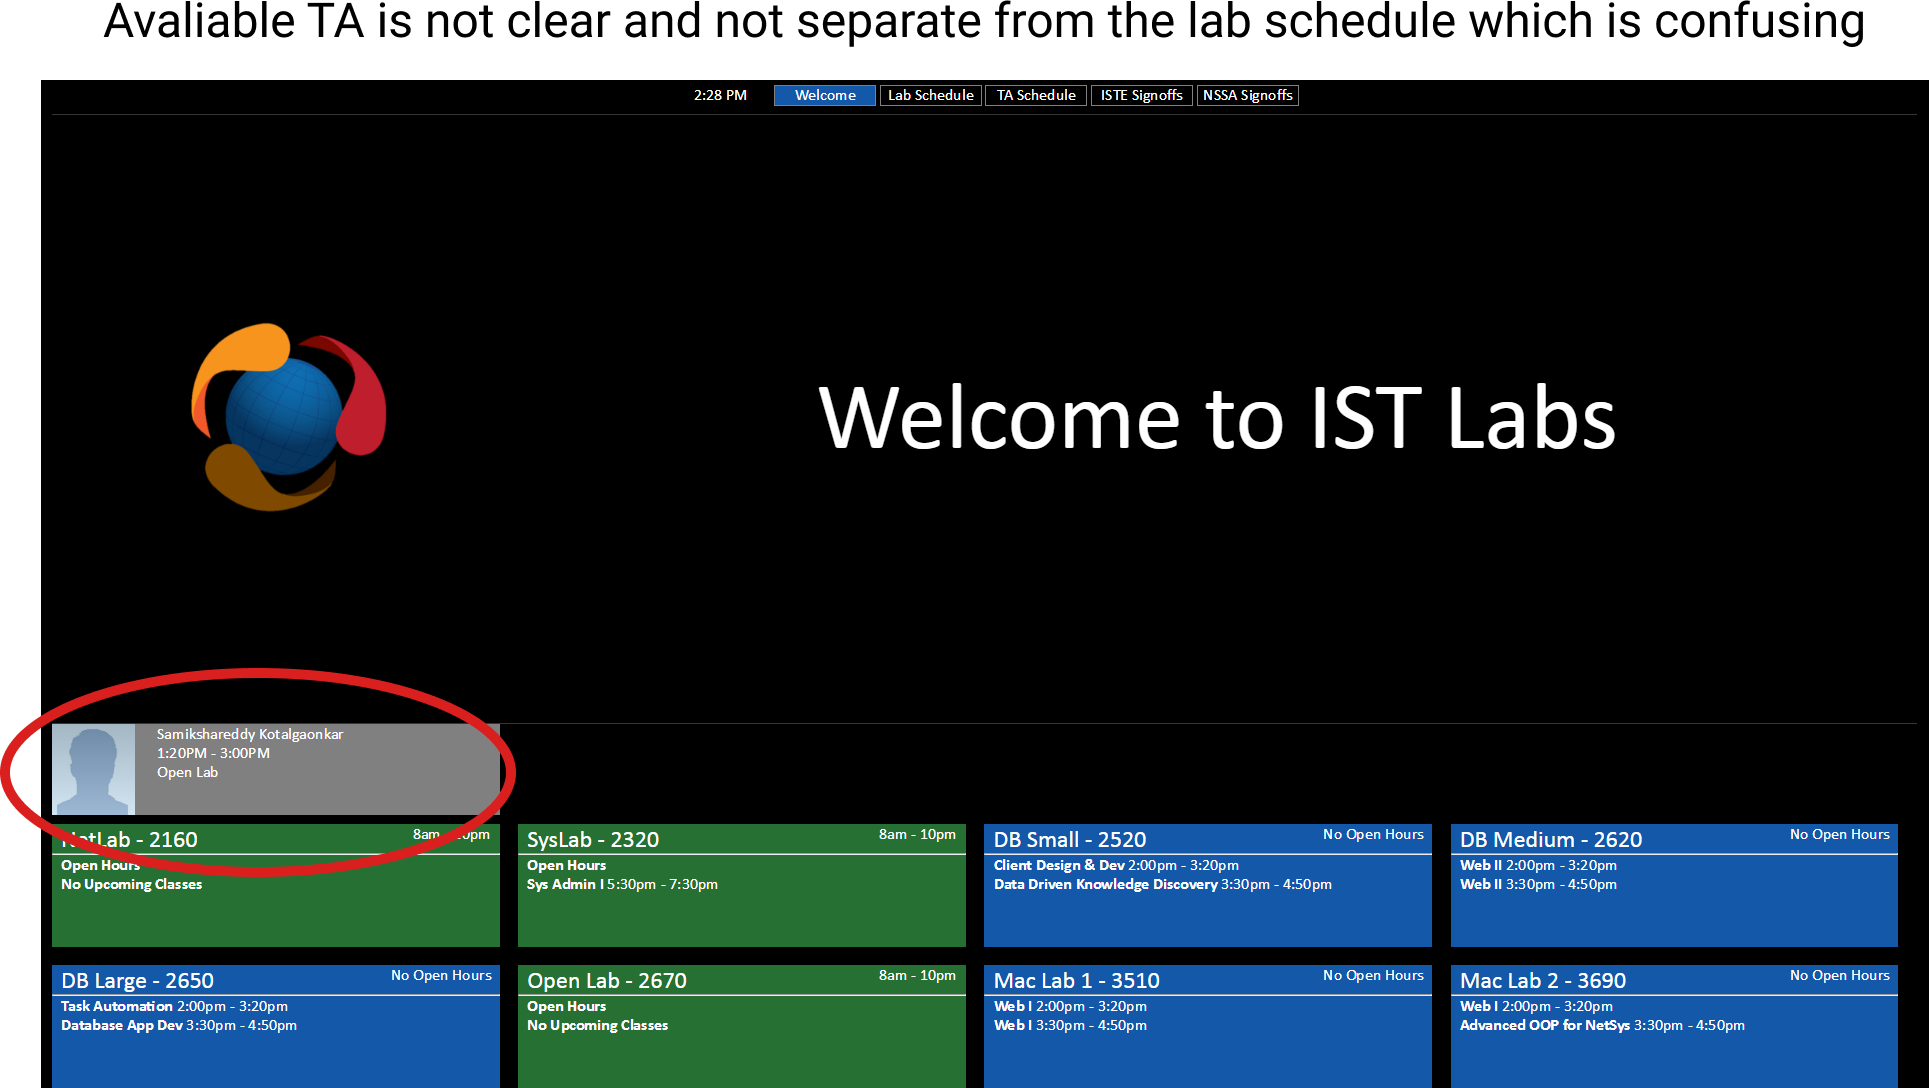 Avaliable TA is not clear and not separate from the lab schedule which is confusing
2:28 PM Welcome Lab Schedule TA Schedule ISTE Signoffs NSSA Signoffs
Welcome to IST Labs
Samikshareddy Kotalgaonkar
1:20PM - 3:00PM
Open Lab
NetLab - 2160 8am - 10pm
Open Hours
No Upcoming Classes
SysLab - 2320 8am - 10pm
Open Hours
Sys Admin I 5:30pm - 7:30pm
DB Small - 2520 No Open Hours
Client Design & Dev 2:00pm - 3:20pm
Data Driven Knowledge Discovery 3:30pm - 4:50pm
DB Medium - 2620 No Open Hours
Web II 2:00pm - 3:20pm
Web II 3:30pm - 4:50pm
DB Large - 2650 No Open Hours
Task Automation 2:00pm - 3:20pm
Database App Dev 3:30pm - 4:50pm
Open Lab - 2670 8am - 10pm
Open Hours
No Upcoming Classes
Mac Lab 1 - 3510 No Open Hours
Web I 2:00pm - 3:20pm
Web I 3:30pm - 4:50pm
Mac Lab 2 - 3690 No Open Hours
Web I 2:00pm - 3:20pm
Advanced OOP for NetSys 3:30pm - 4:50pm